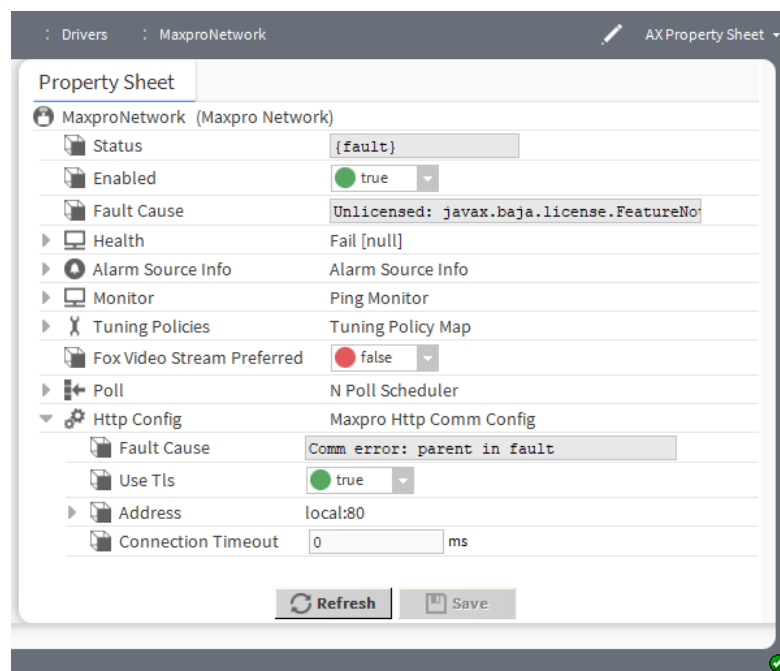 : Drivers : MaxproNetwork AX Property Sheet
Property Sheet
MaxproNetwork (Maxpro Network)
Status {fault}
Enabled true
Fault Cause Unlicensed: javax.baja.license.FeatureNo
Health Fail [null]
Alarm Source Info Alarm Source Info
Monitor Ping Monitor
Tuning Policies Tuning Policy Map
Fox Video Stream Preferred false
Poll N Poll Scheduler
Http Config Maxpro Http Comm Config
Fault Cause Comm error: parent in fault
Use Tls true
Address local:80
Connection Timeout 0 ms
Refresh Save